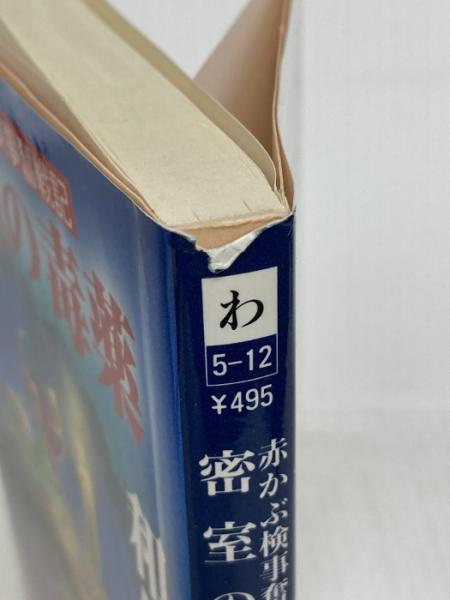 わ
5-12
¥495
赤かぶ検事奮
密室の
の毒薬